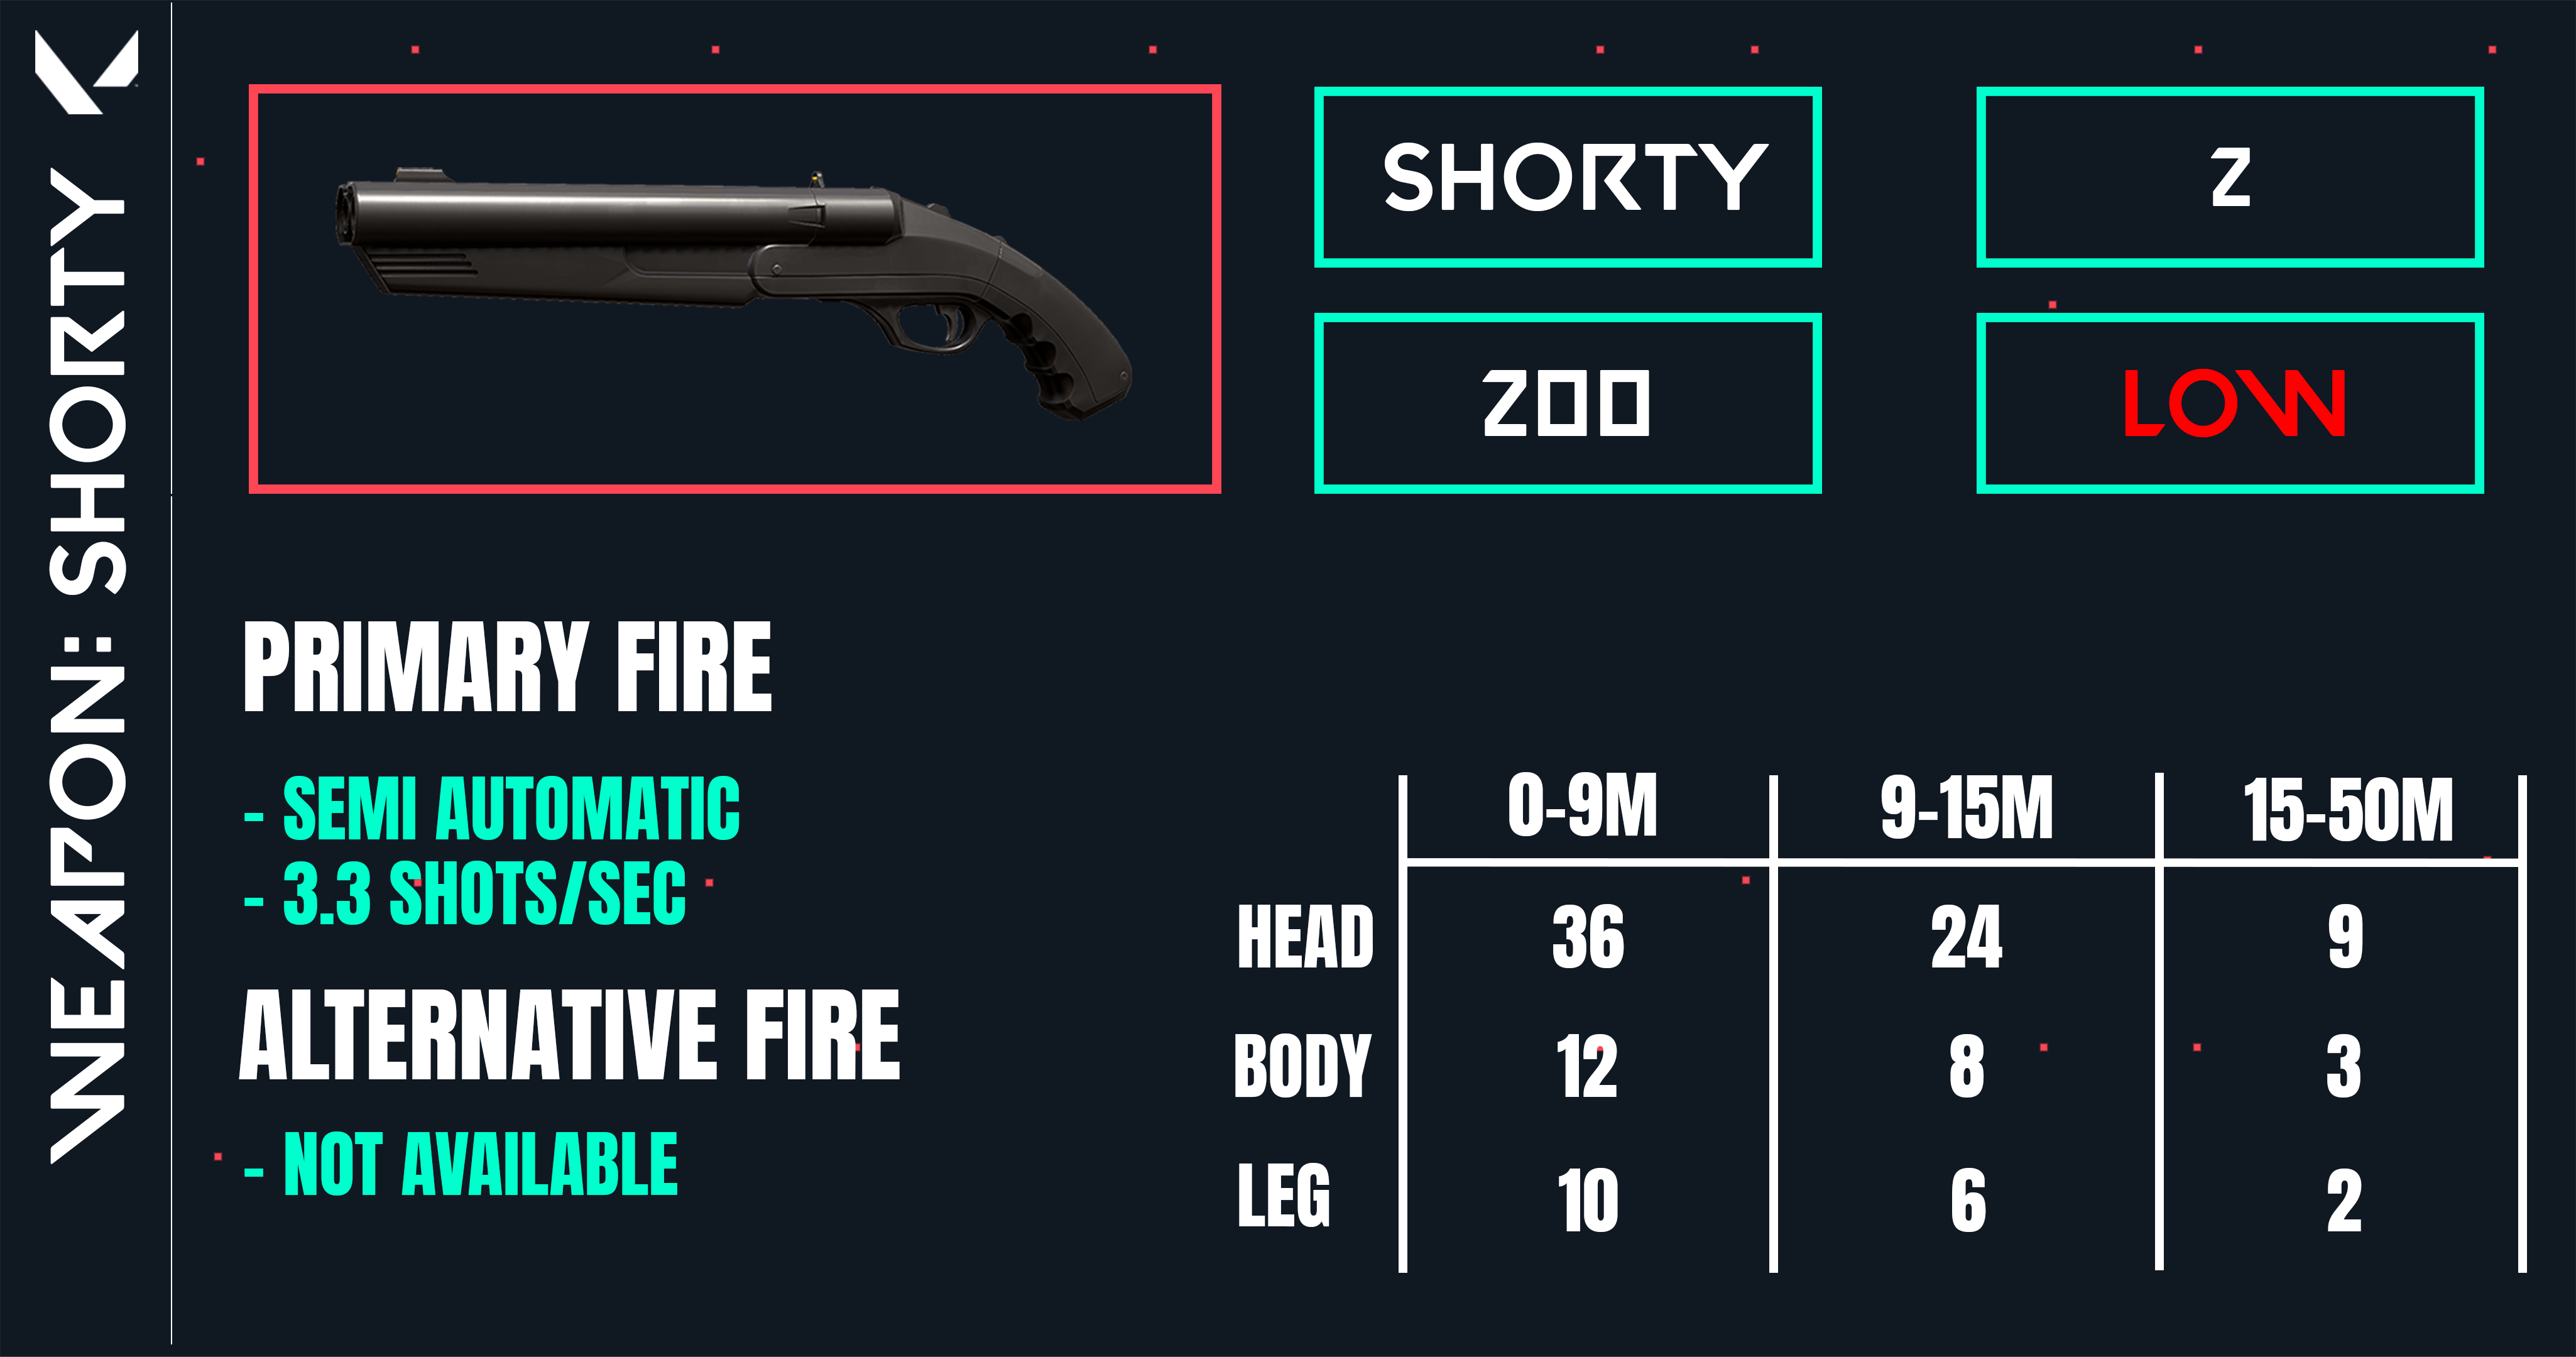 WEAPON: SHORTY
SHORTY
2
200
LOW
PRIMARY FIRE
- SEMI AUTOMATIC
- 3.3 SHOTS/SEC
ALTERNATIVE FIRE
- NOT AVAILABLE
0-9M 9-15M 15-50M
HEAD 36 24 9
BODY 12 8 3
LEG 10 6 2